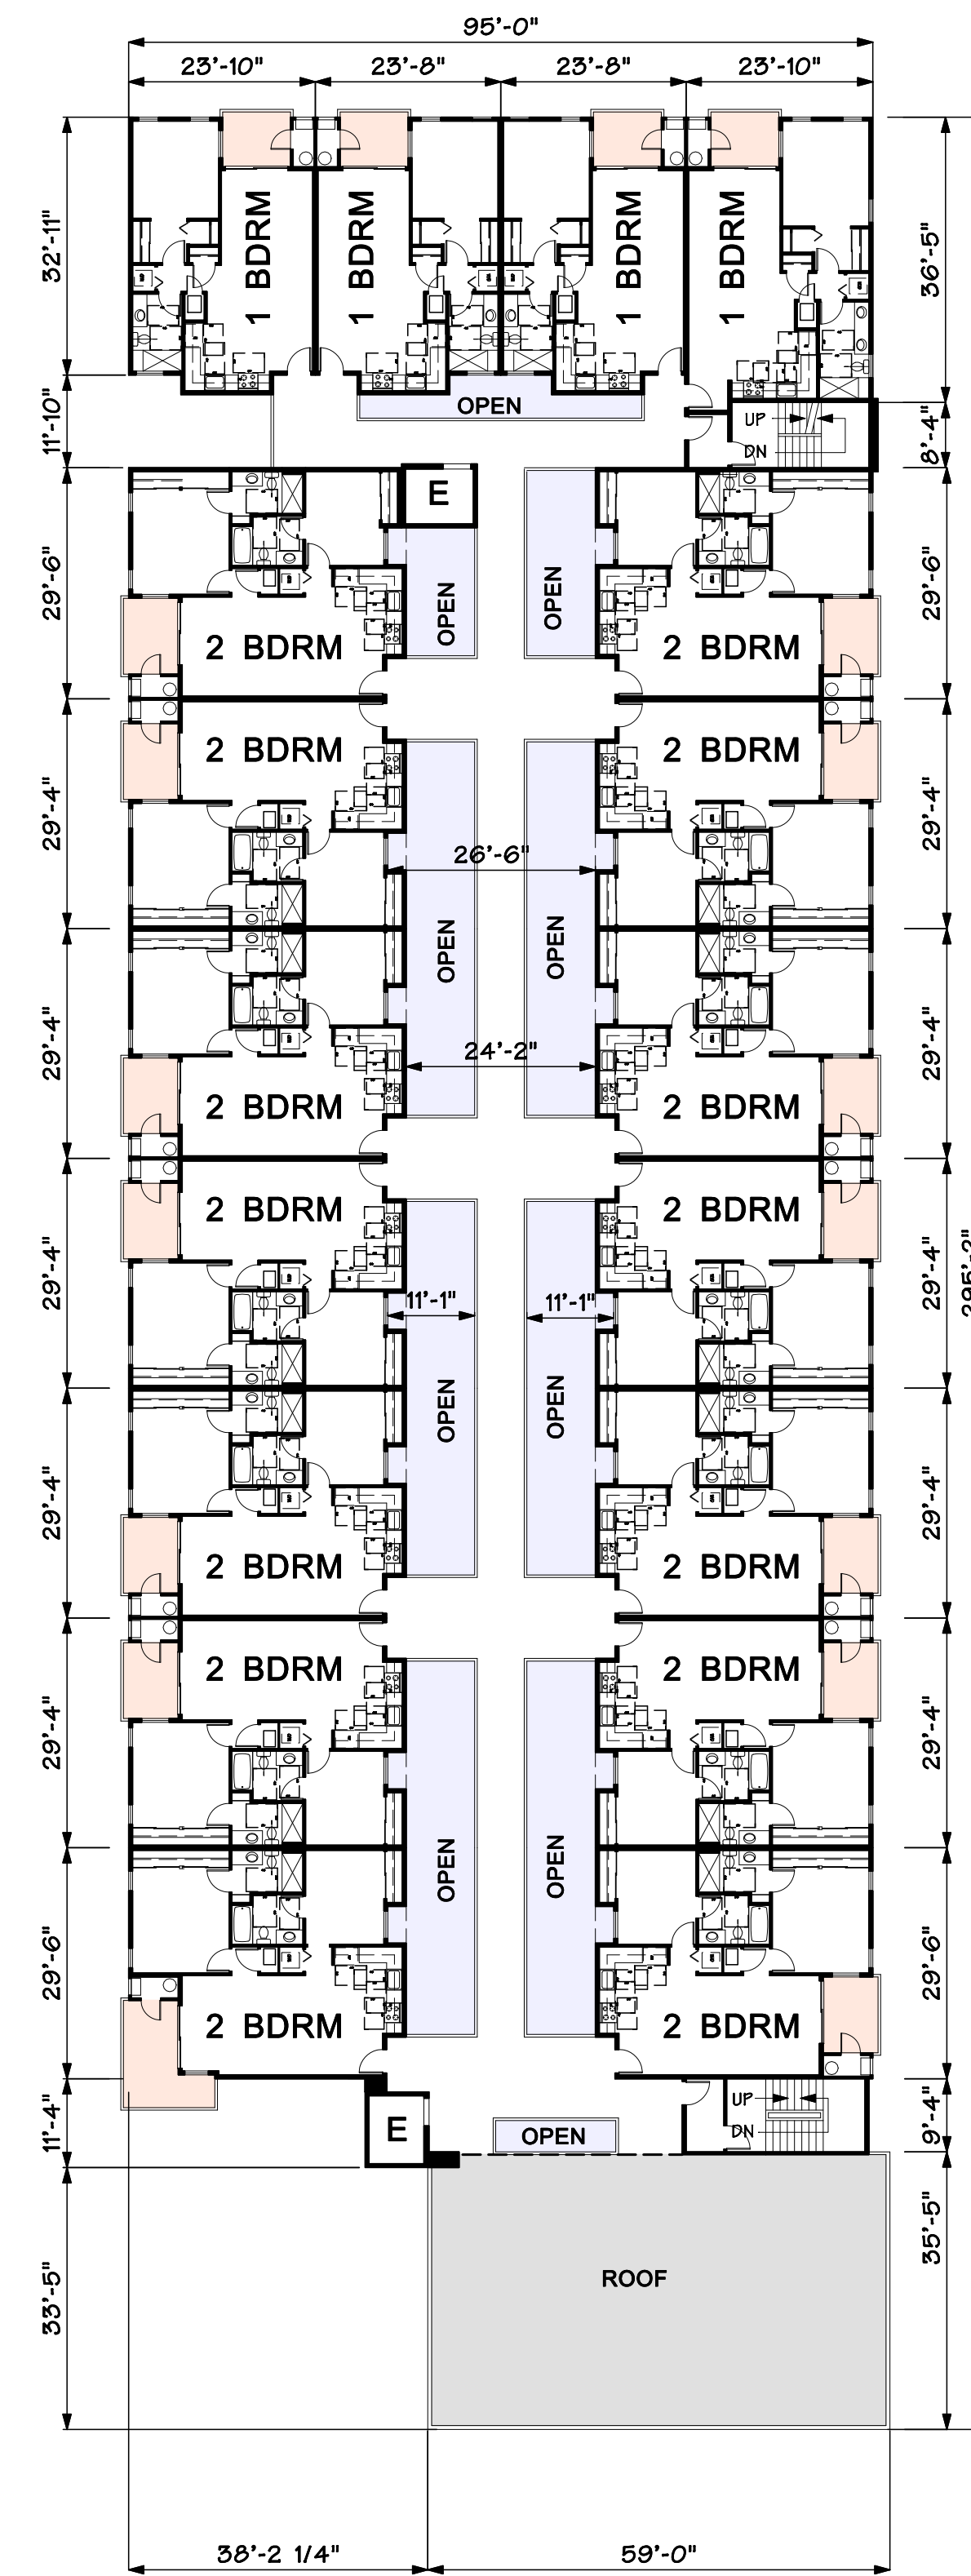 95'-0"
23'-10" 23'-8" 23'-8" 23'-10"
32'-11"
36'-5"
1 BDRM
1 BDRM
1 BDRM
1 BDRM
11'-10"
8'-4"
OPEN
UP
DN
E
29'-6"
29'-6"
OPEN
OPEN
2 BDRM 2 BDRM
2 BDRM 2 BDRM
29'-4"
29'-4"
26'-6"
OPEN
OPEN
29'-4"
29'-4"
24'-2"
2 BDRM 2 BDRM
2 BDRM 2 BDRM
29'-4"
29'-4"
295'-2"
11'-1" 11'-1"
OPEN
OPEN
29'-4"
29'-4"
2 BDRM 2 BDRM
2 BDRM 2 BDRM
29'-4"
29'-4"
OPEN
OPEN
29'-6"
29'-6"
2 BDRM 2 BDRM
11'-4"
9'-4"
UP
E
OPEN
DN
35'-5"
ROOF
33'-5"
38'-2 1/4" 59'-0"